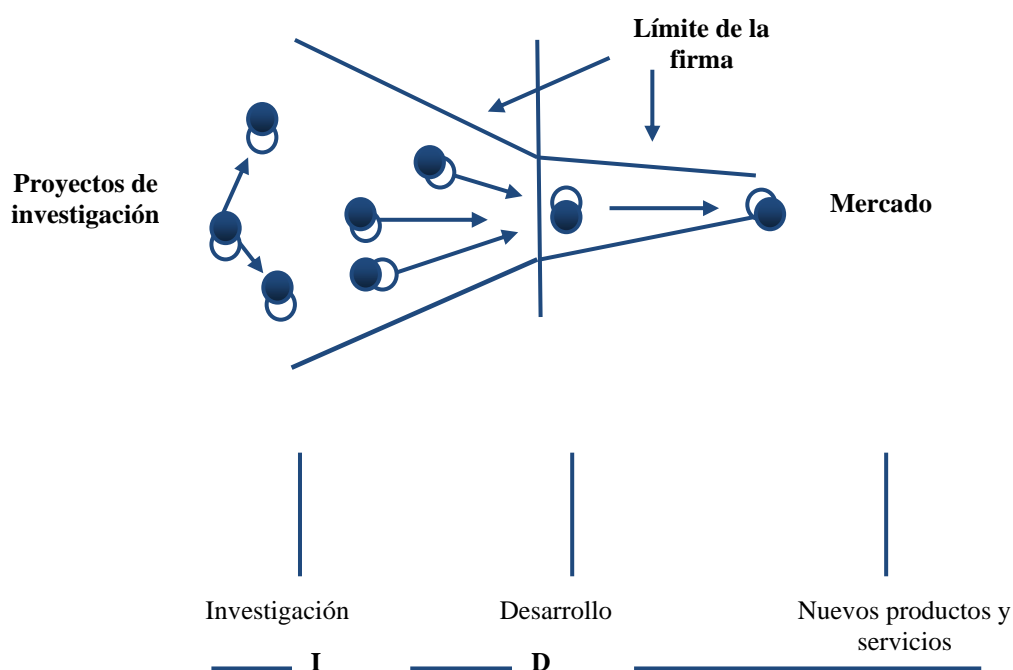 Límite de la
firma
Proyectos de
investigación
Mercado
Investigación
Desarrollo
Nuevos productos y
servicios
I
D